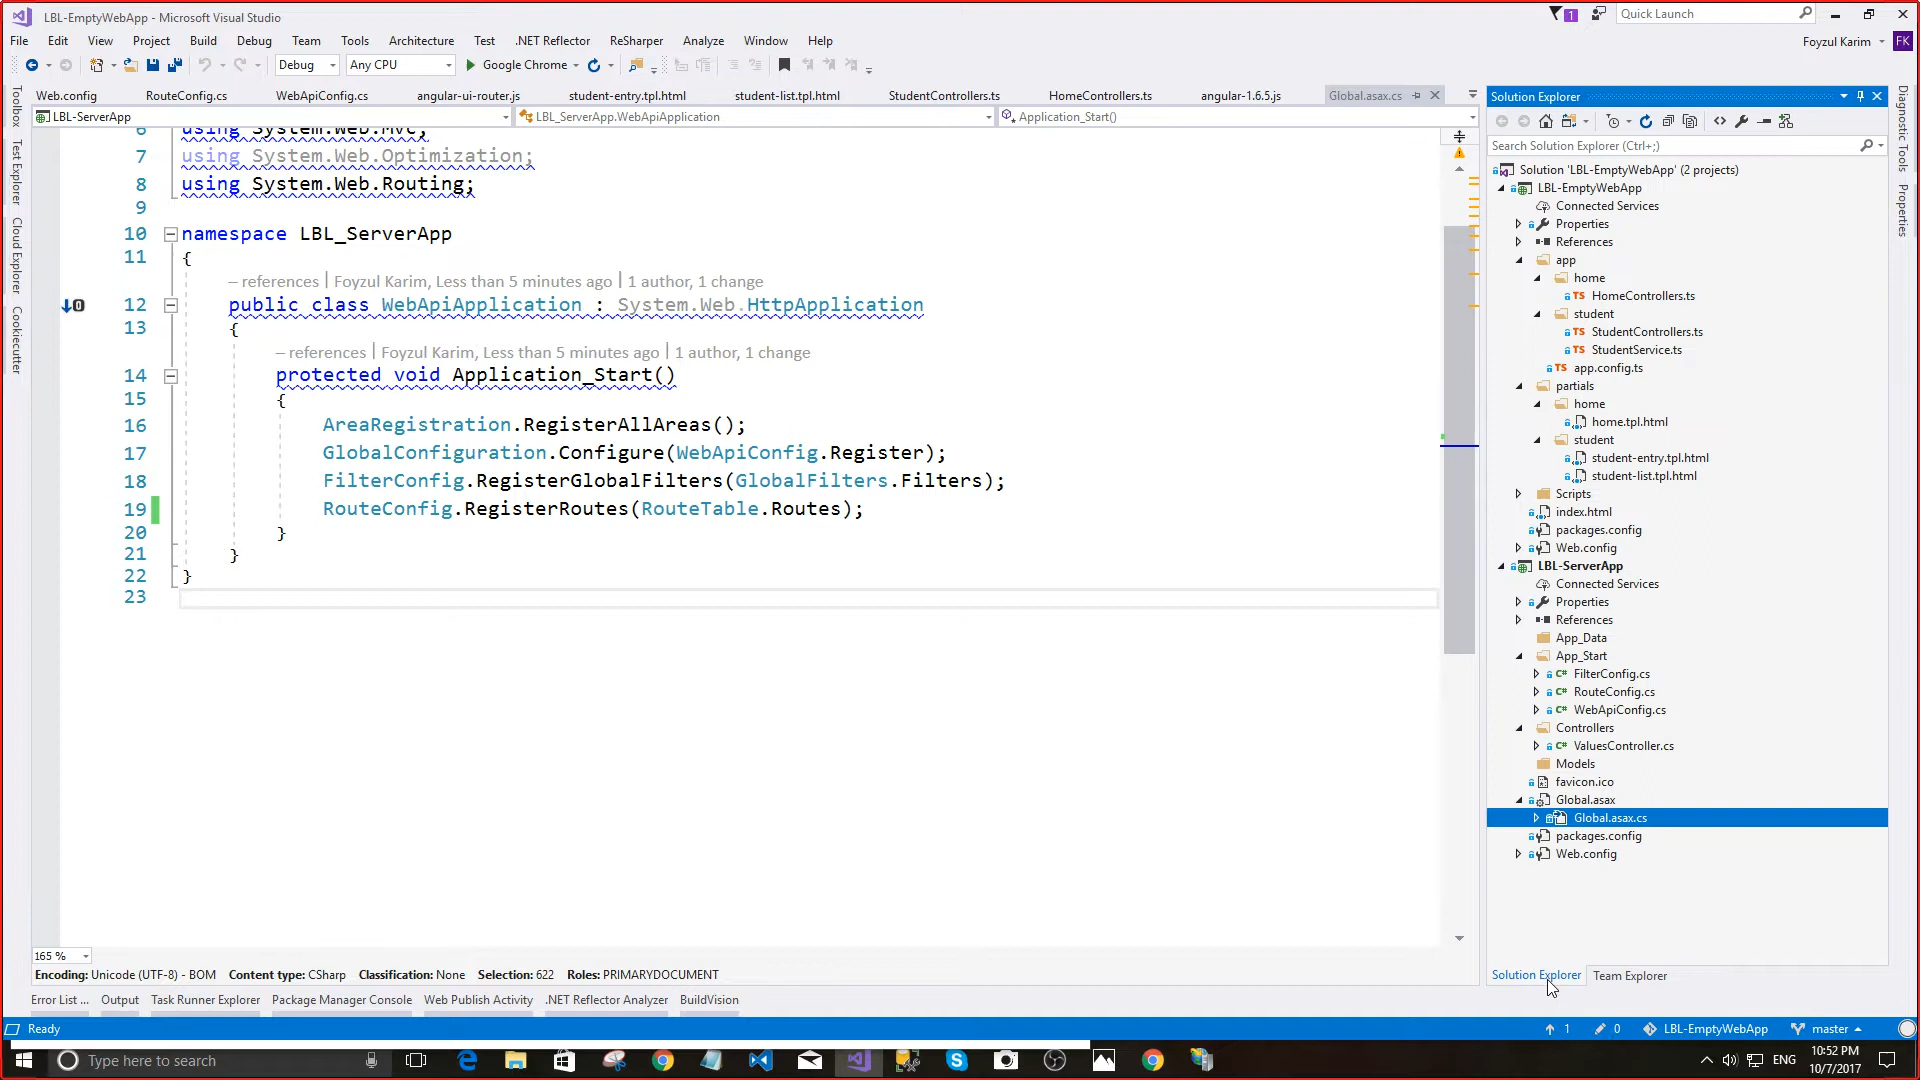 LBL-EmptyWebApp - Microsoft Visual Studio
1
Quick Launch
File Edit View Project Build Debug Team Tools Architecture Test .NET Reflector ReSharper Analyze Window Help
Foyzul Karim FK
Debug Any CPU Google Chrome
Web.config RouteConfig.cs WebApiConfig.cs angular-ui-router.js student-entry.tpl.html student-list.tpl.html StudentControllers.ts HomeControllers.ts angular-1.6.5.js Global.asax.cs
LBL-ServerApp LBL_ServerApp.WebApiApplication Application_Start()
Toolbox
Test Explorer
Cloud Explorer
Cookiecutter
6 using System.Web.Mvc;
7 using System.Web.Optimization;
8 using System.Web.Routing;
9
10 namespace LBL_ServerApp
11 {
– references | Foyzul Karim, Less than 5 minutes ago | 1 author, 1 change
12 public class WebApiApplication : System.Web.HttpApplication
13 {
– references | Foyzul Karim, Less than 5 minutes ago | 1 author, 1 change
14 protected void Application_Start()
15 {
16 AreaRegistration.RegisterAllAreas();
17 GlobalConfiguration.Configure(WebApiConfig.Register);
18 FilterConfig.RegisterGlobalFilters(GlobalFilters.Filters);
19 RouteConfig.RegisterRoutes(RouteTable.Routes);
20 }
21 }
22 }
23
165 %
Encoding: Unicode (UTF-8) - BOM Content type: CSharp Classification: None Selection: 622 Roles: PRIMARYDOCUMENT
Error List ... Output Task Runner Explorer Package Manager Console Web Publish Activity .NET Reflector Analyzer BuildVision
Solution Explorer
Search Solution Explorer (Ctrl+;)
Solution 'LBL-EmptyWebApp' (2 projects)
LBL-EmptyWebApp
Connected Services
Properties
References
app
home
TS HomeControllers.ts
student
TS StudentControllers.ts
TS StudentService.ts
TS app.config.ts
partials
home
home.tpl.html
student
student-entry.tpl.html
student-list.tpl.html
Scripts
index.html
packages.config
Web.config
LBL-ServerApp
Connected Services
Properties
References
App_Data
App_Start
C# FilterConfig.cs
C# RouteConfig.cs
C# WebApiConfig.cs
Controllers
C# ValuesController.cs
Models
favicon.ico
Global.asax
Global.asax.cs
packages.config
Web.config
Solution Explorer Team Explorer
Diagnostic Tools
Properties
Ready 1 0 LBL-EmptyWebApp master
Type here to search
ENG
10:52 PM
10/7/2017